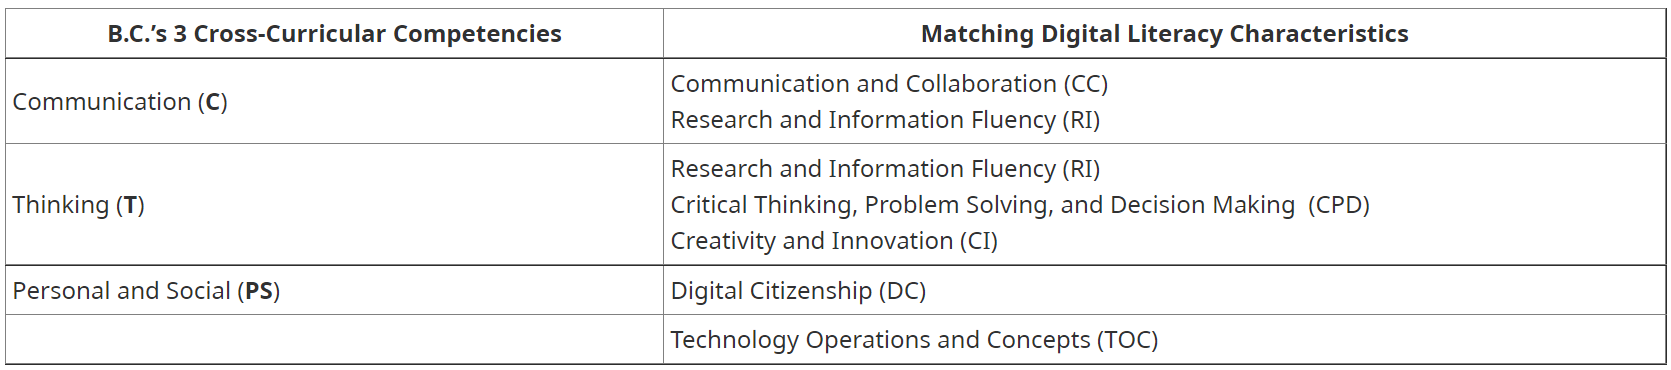 B.C.’s 3 Cross-Curricular Competencies
Matching Digital Literacy Characteristics
Communication (C)
Communication and Collaboration (CC)
Research and Information Fluency (RI)
Thinking (T)
Research and Information Fluency (RI)
Critical Thinking, Problem Solving, and Decision Making  (CPD)
Creativity and Innovation (CI)
Personal and Social (PS)
Digital Citizenship (DC)
Technology Operations and Concepts (TOC)